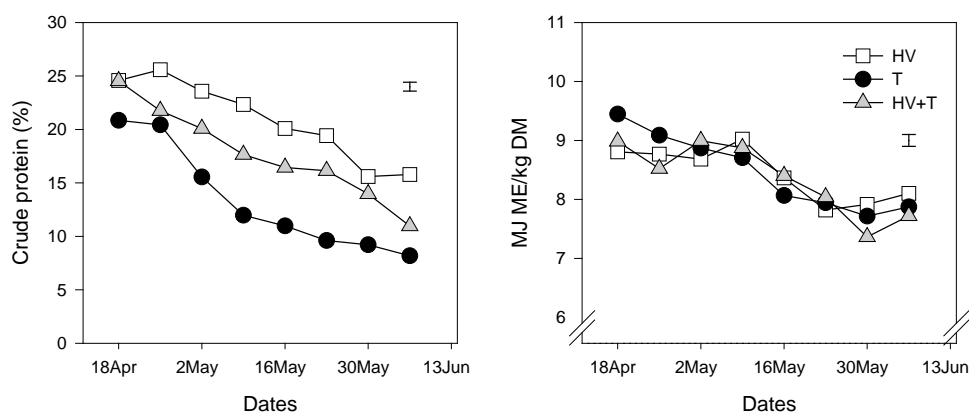 Crude protein (%)
30
25
20
15
10
5
0
18Apr 2May 16May 30May 13Jun
Dates
MJ ME/kg DM
11
10
9
8
7
6
HV
T
HV+T
18Apr 2May 16May 30May 13Jun
Dates